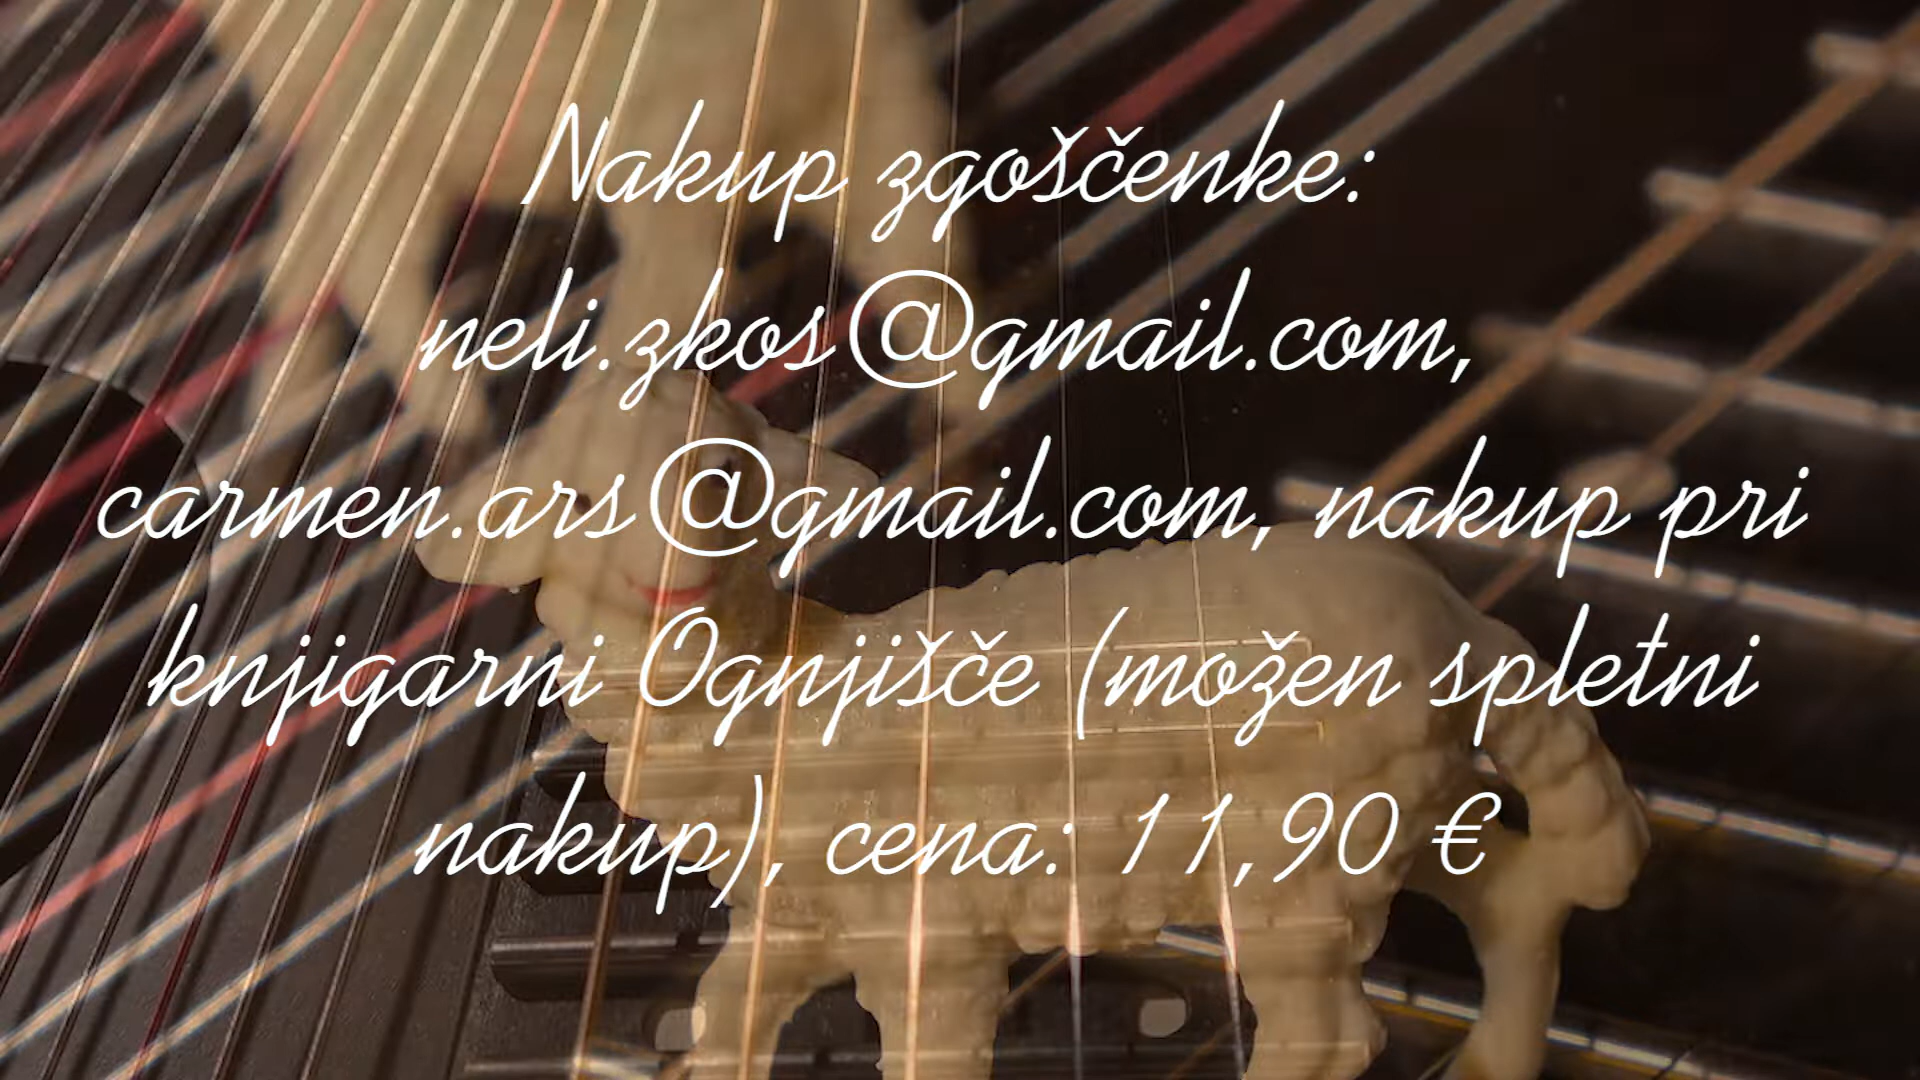 Nakup zgoščenke:
neli.zkos@gmail.com,
carmen.ars@gmail.com, nakup pri
knjigarni Ognjišče (možen spletni
nakup), cena: 11,90 €